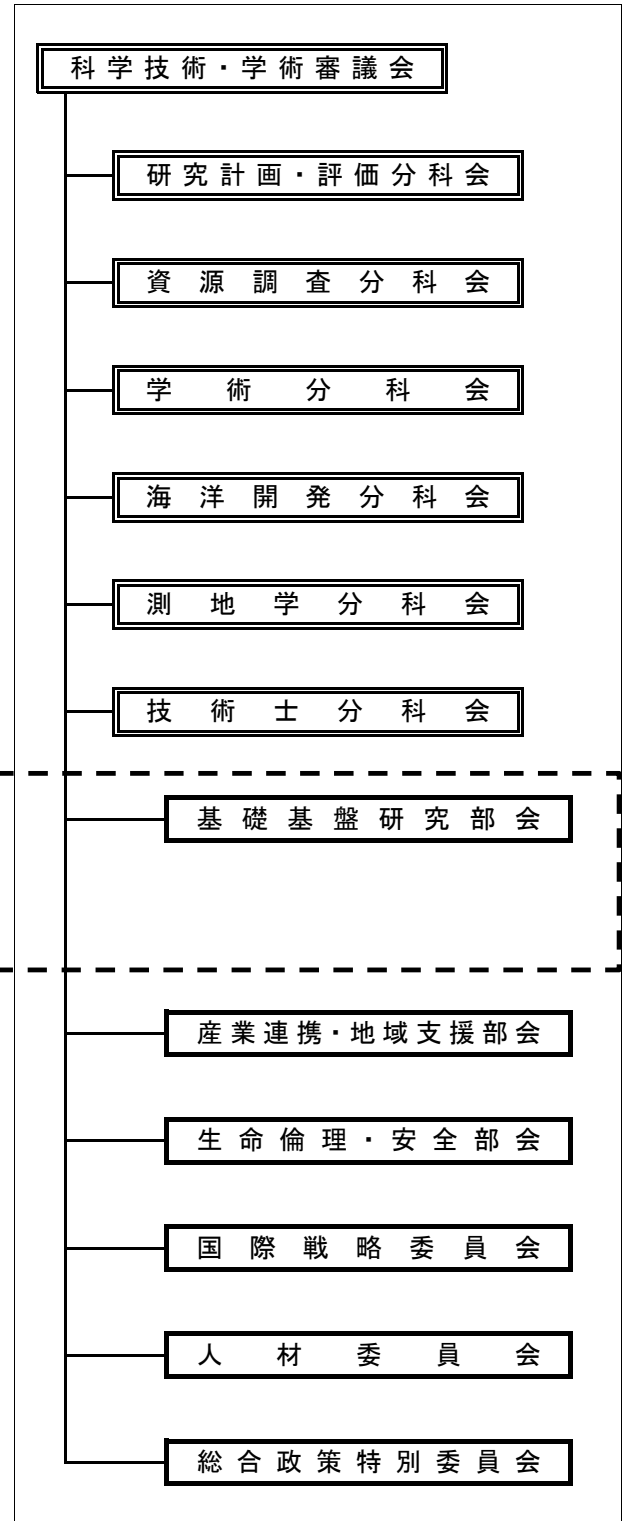 科学技術・学術審議会
研究計画・評価分科会
資源調査分科会
学術分科会
海洋開発分科会
測地学分科会
技術士分科会
基礎基盤研究部会
産業連携・地域支援部会
生命倫理・安全部会
国際戦略委員会
人材委員会
総合政策特別委員会